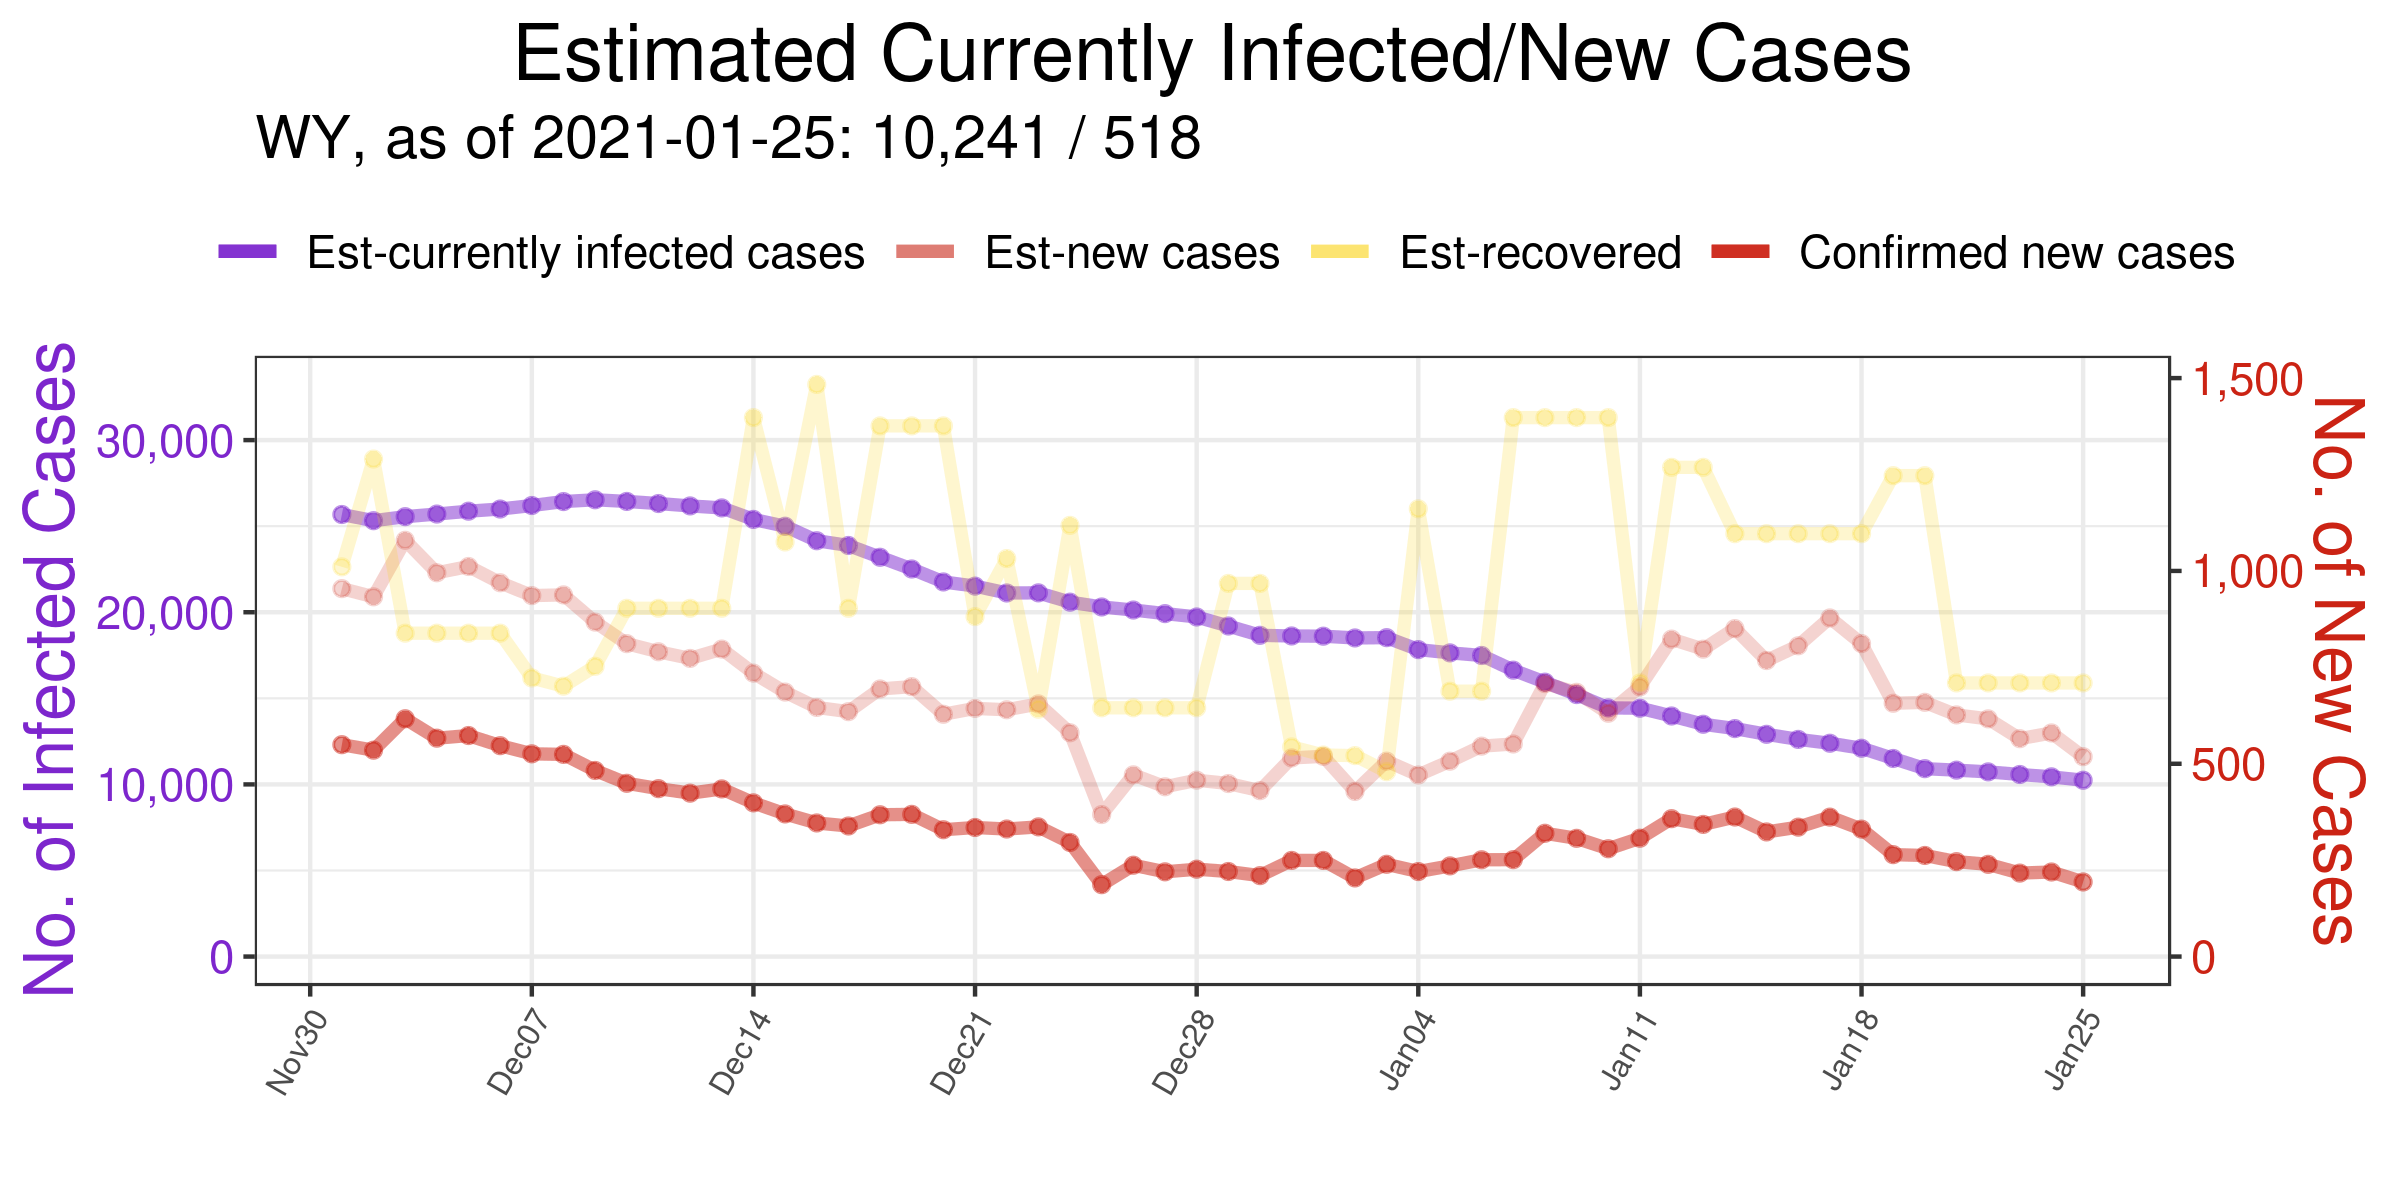 Estimated Currently Infected/New Cases
WY, as of 2021-01-25: 10,241 / 518
Est-currently infected cases
Est-new cases
Est-recovered
Confirmed new cases
No. of Infected Cases
30,000
20,000
10,000
0
1,500
1,000
500
0
No. of New Cases
Nov30
Dec07
Dec14
Dec21
Dec28
Jan04
Jan11
Jan18
Jan25